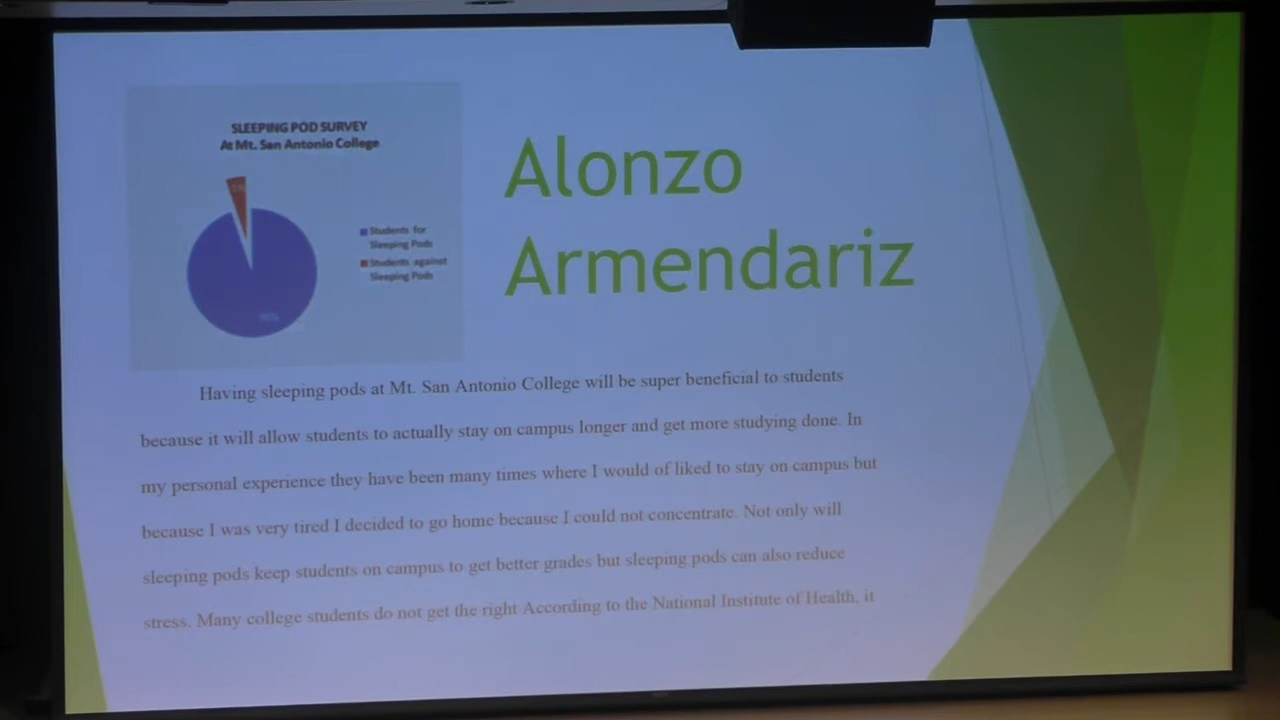 SLEEPING POD SURVEY
At Mt. San Antonio College
Students for
Sleeping Pods
Students against
Sleeping Pods
Alonzo
Armendariz
Having sleeping pods at Mt. San Antonio College will be super beneficial to students
because it will allow students to actually stay on campus longer and get more studying done. In
my personal experience they have been many times where I would of liked to stay on campus but
because I was very tired I decided to go home because I could not concentrate. Not only will
sleeping pods keep students on campus to get better grades but sleeping pods can also reduce
stress. Many college students do not get the right According to the National Institute of Health, it